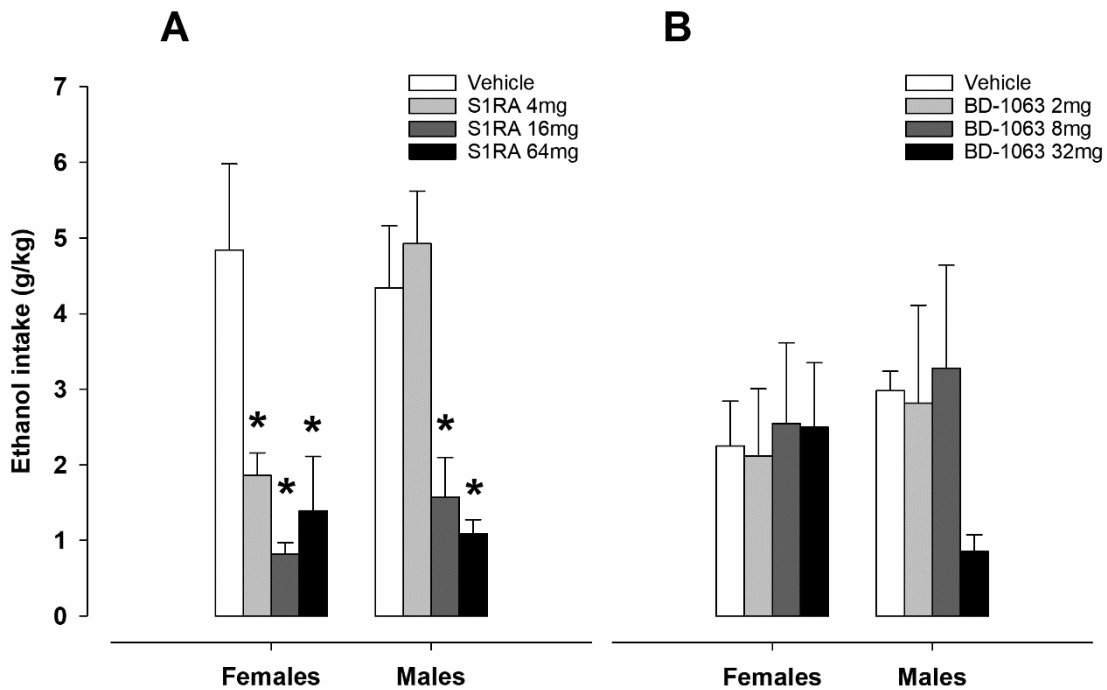 A
B
7
6
5
4
3
2
1
0
Ethanol intake (g/kg)
Vehicle
S1RA 4mg
S1RA 16mg
S1RA 64mg
Vehicle
BD-1063 2mg
BD-1063 8mg
BD-1063 32mg
* * *
* *
Females Males
Females Males